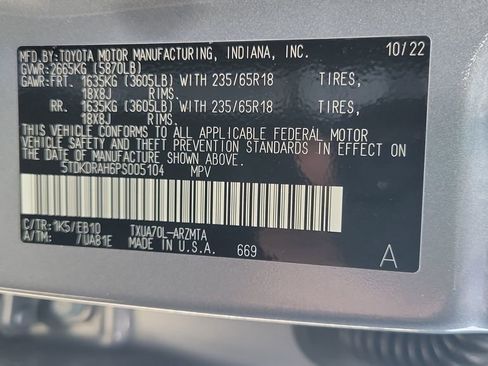 MFD.BY:TOYOTA MOTOR MANUFACTURING, INDIANA, INC. 10/22
GVWR:2665KG (5870LB)
GAWR:FRT. 1635KG (3605LB) WITH 235/65R18 TIRES,
18X8J RIMS.
RR. 1635KG (3605LB) WITH 235/65R18 TIRES,
18X8J RIMS.
THIS VEHICLE CONFORMS TO ALL APPLICABLE FEDERAL MOTOR
VEHICLE SAFETY AND THEFT PREVENTION STANDARDS IN EFFECT ON
THE DATE OF MANUFACTURE SHOWN ABOVE.
5TDKDRAH6PS005104 MPV
C/TR: 1K5/EB10 TXUA70L-ARZMTA
A/TM: /UA81E MADE IN U.S.A. 669
A